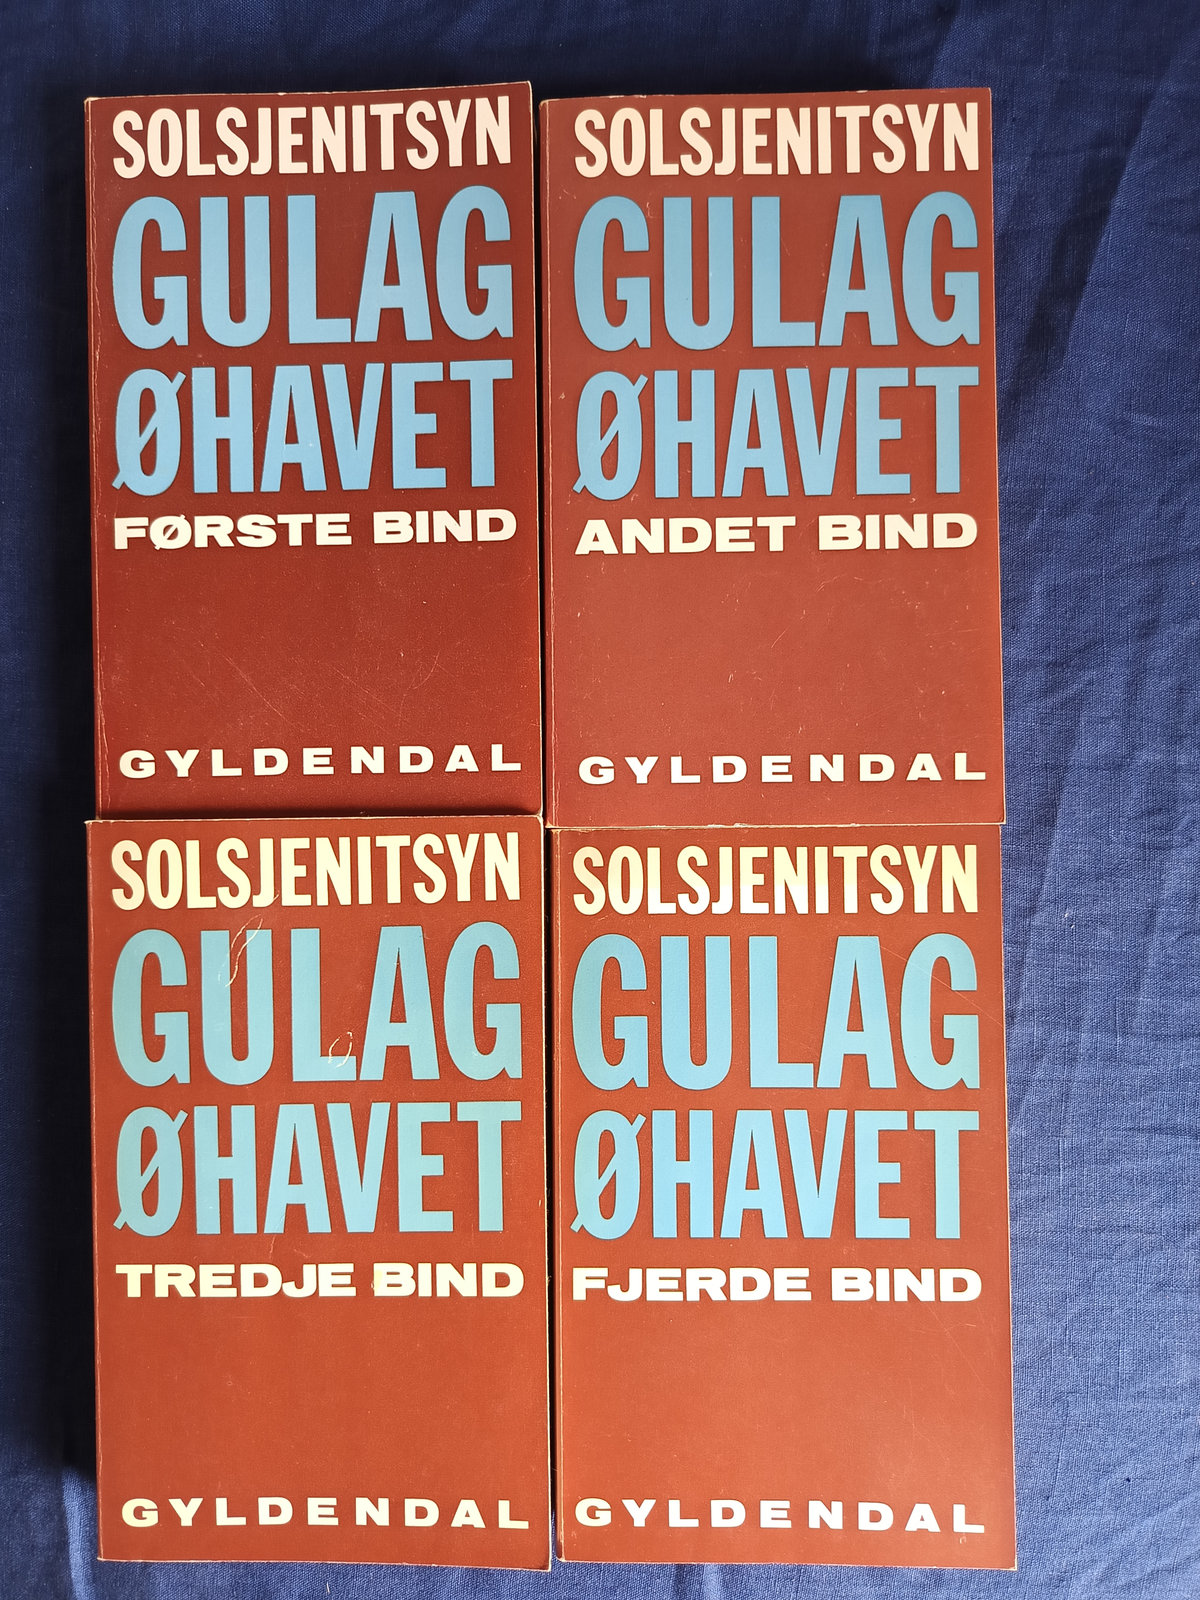 SOLSJENITSYN
GULAG
ØHAVET
FØRSTE BIND
GYLDENDAL
SOLSJENITSYN
GULAG
ØHAVET
ANDET BIND
GYLDENDAL
SOLSJENITSYN
GULAG
ØHAVET
TREDJE BIND
GYLDENDAL
SOLSJENITSYN
GULAG
ØHAVET
FJERDE BIND
GYLDENDAL